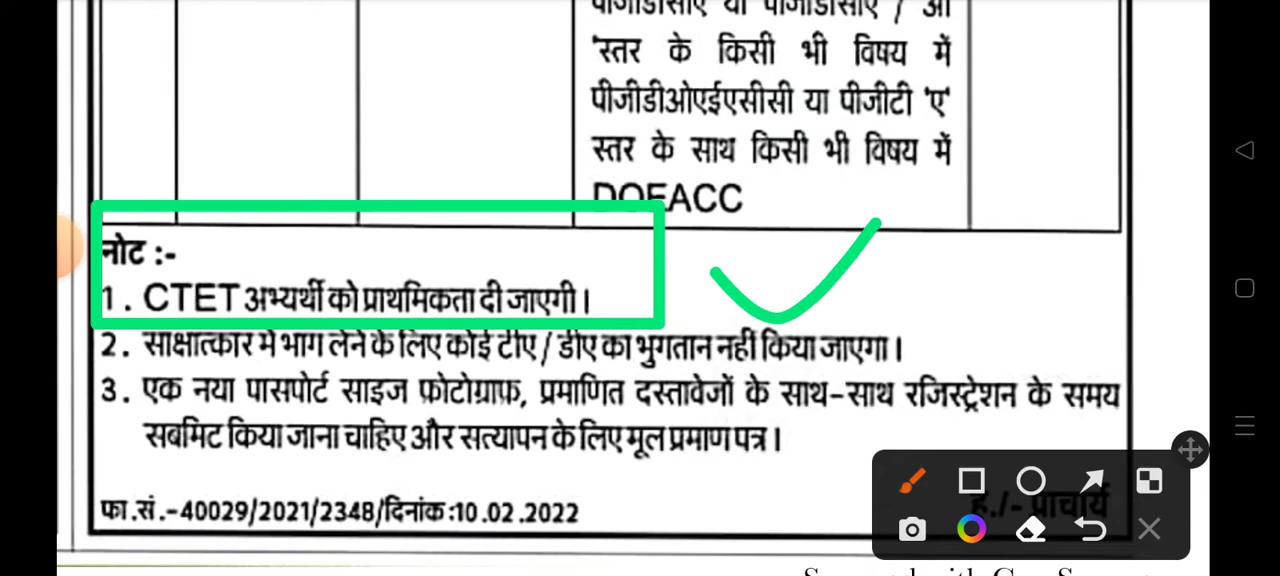 पीजीडीसीए या पीजीडीसीए / ओ
'स्तर के किसी भी विषय में
पीजीडीओईएसीसी या पीजीटी 'ए'
स्तर के साथ किसी भी विषय में
DOEACC
नोट :-
1. CTET अभ्यर्थी को प्राथमिकता दी जाएगी।
2. साक्षात्कार में भाग लेने के लिए कोई टीए / डीए का भुगतान नहीं किया जाएगा।
3. एक नया पासपोर्ट साइज फ़ोटोग्राफ़, प्रमाणित दस्तावेजों के साथ-साथ रजिस्ट्रेशन के समय
सबमिट किया जाना चाहिए और सत्यापन के लिए मूल प्रमाण पत्र।
फा.सं.-40029/2021/2348/दिनांक:10.02.2022
ह./- प्राचार्य